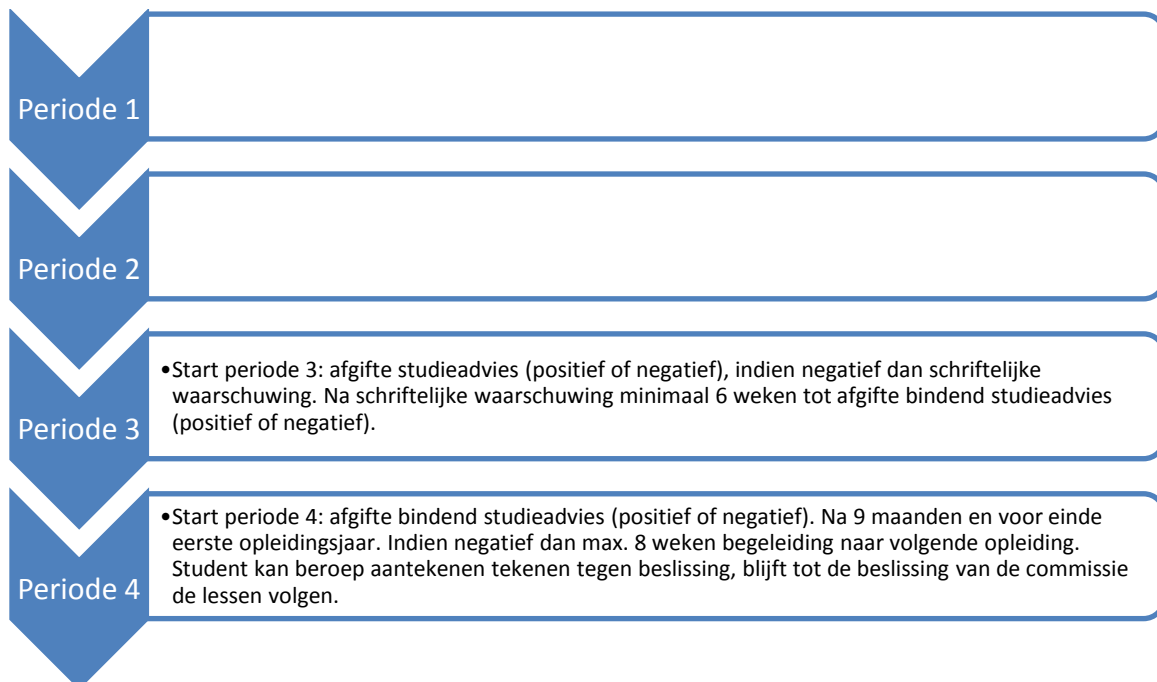 Periode 1
Periode 2
Periode 3
•Start periode 3: afgifte studieadvies (positief of negatief), indien negatief dan schriftelijke
waarschuwing. Na schriftelijke waarschuwing minimaal 6 weken tot afgifte bindend studieadvies
(positief of negatief).
Periode 4
•Start periode 4: afgifte bindend studieadvies (positief of negatief). Na 9 maanden en voor einde
eerste opleidingsjaar. Indien negatief dan max. 8 weken begeleiding naar volgende opleiding.
Student kan beroep aantekenen tekenen tegen beslissing, blijft tot de beslissing van de commissie
de lessen volgen.